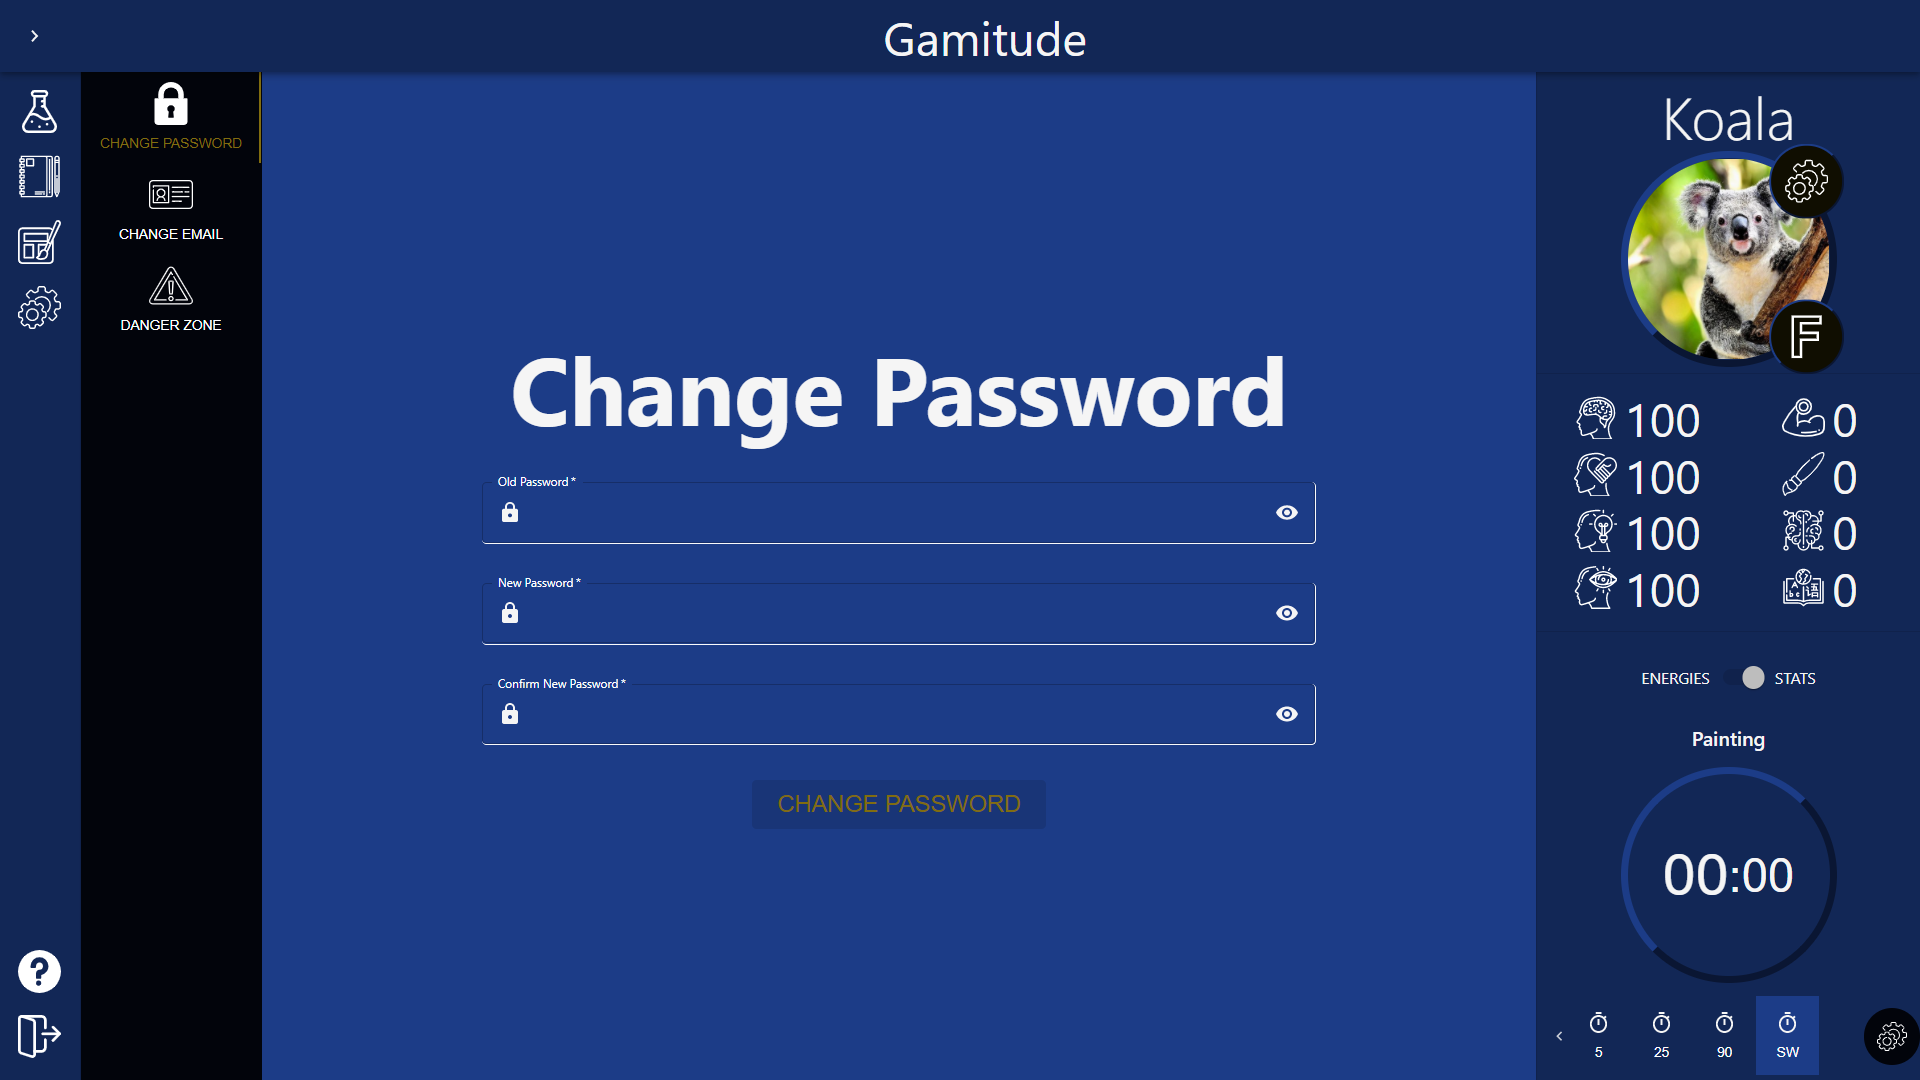 Gamitude
CHANGE PASSWORD
CHANGE EMAIL
DANGER ZONE
Change Password
Old Password *
New Password *
Confirm New Password *
CHANGE PASSWORD
Koala
F
100 0
100 0
100 0
100 0
ENERGIES STATS
Painting
00:00
5 25 90 SW